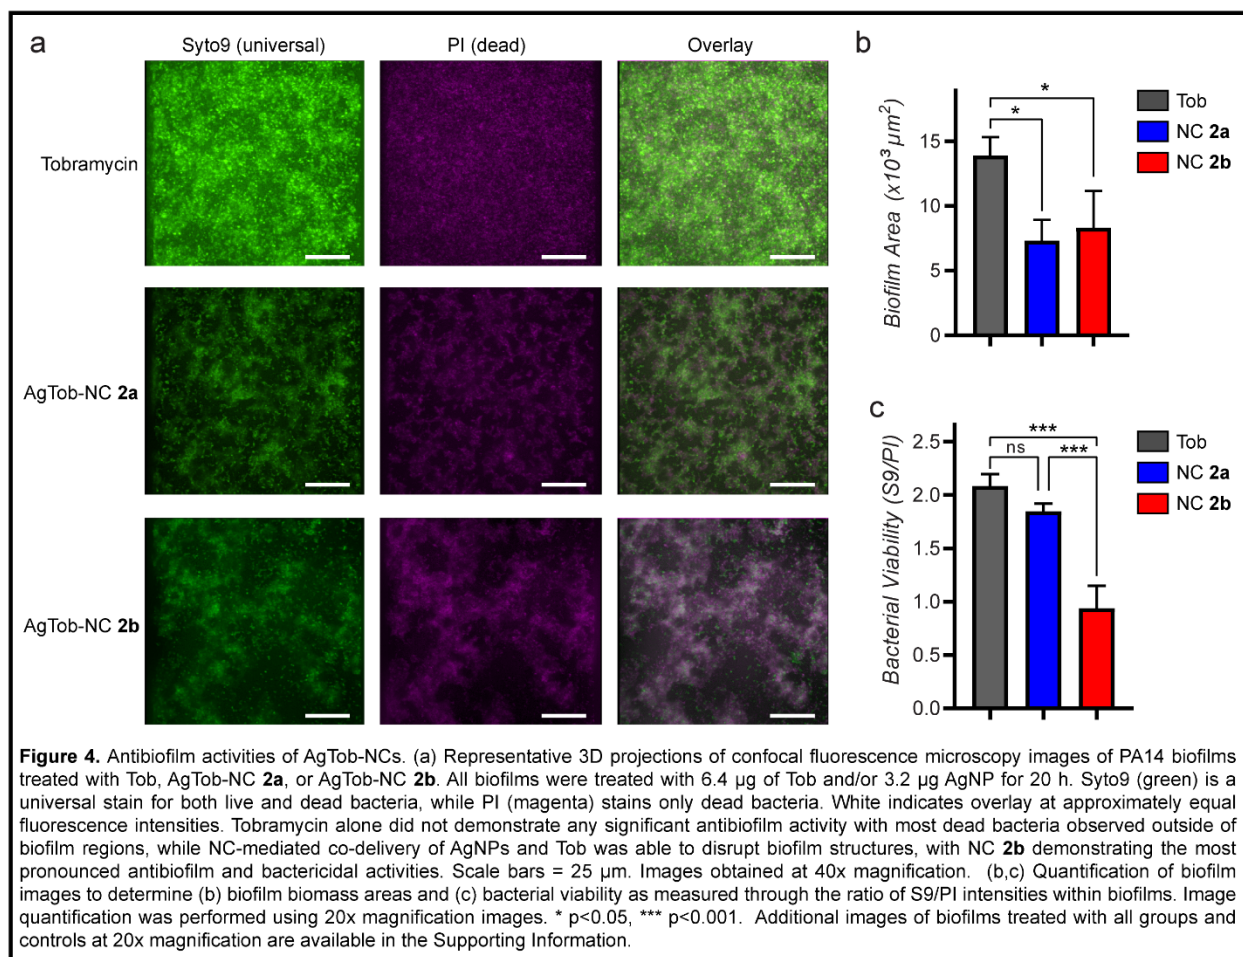 a
Syto9 (universal)
PI (dead)
Overlay
Tobramycin
AgTob-NC 2a
AgTob-NC 2b
b
Biofilm Area (x10³ µm²)
15
10
5
0
*
*
Tob
NC 2a
NC 2b
c
Bacterial Viability (S9/PI)
2.5
2.0
1.5
1.0
0.5
0.0
***
ns
***
Tob
NC 2a
NC 2b
Figure 4. Antibiofilm activities of AgTob-NCs. (a) Representative 3D projections of confocal fluorescence microscopy images of PA14 biofilms
treated with Tob, AgTob-NC 2a, or AgTob-NC 2b. All biofilms were treated with 6.4 µg of Tob and/or 3.2 µg AgNP for 20 h. Syto9 (green) is a
universal stain for both live and dead bacteria, while PI (magenta) stains only dead bacteria. White indicates overlay at approximately equal
fluorescence intensities. Tobramycin alone did not demonstrate any significant antibiofilm activity with most dead bacteria observed outside of
biofilm regions, while NC-mediated co-delivery of AgNPs and Tob was able to disrupt biofilm structures, with NC 2b demonstrating the most
pronounced antibiofilm and bactericidal activities. Scale bars = 25 µm. Images obtained at 40x magnification. (b,c) Quantification of biofilm
images to determine (b) biofilm biomass areas and (c) bacterial viability as measured through the ratio of S9/PI intensities within biofilms. Image
quantification was performed using 20x magnification images. * p<0.05, *** p<0.001. Additional images of biofilms treated with all groups and
controls at 20x magnification are available in the Supporting Information.